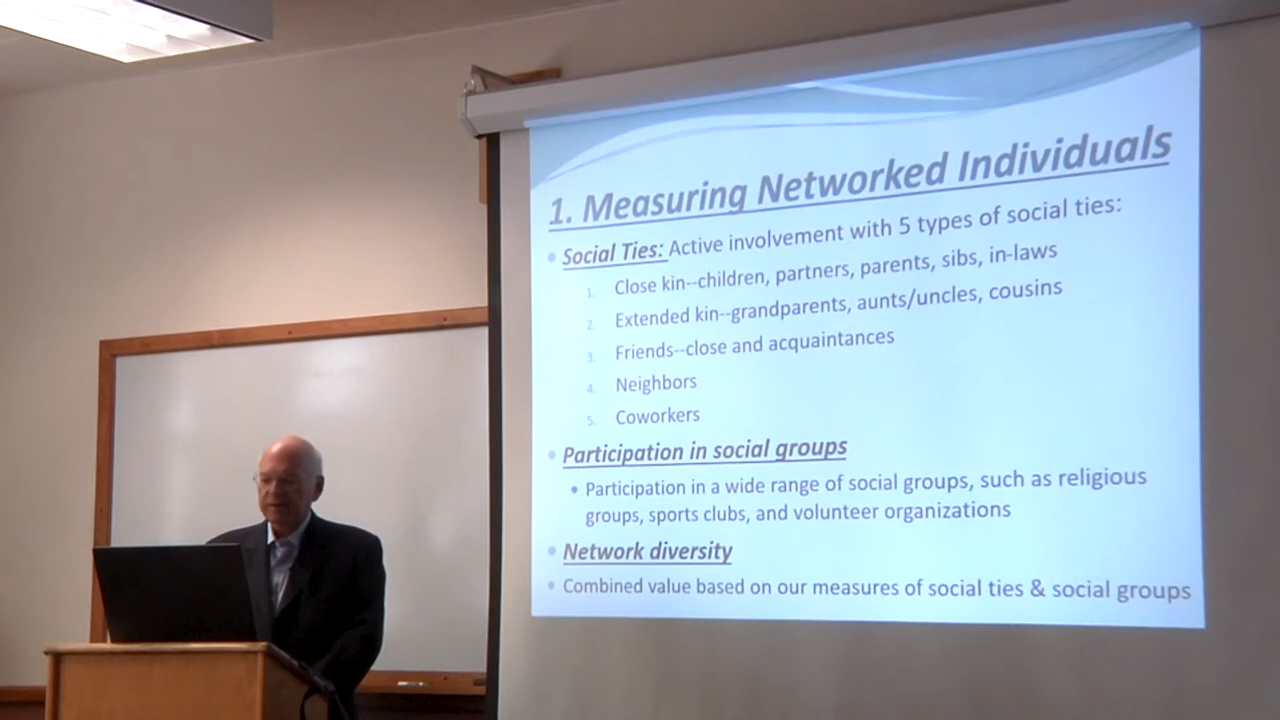 1. Measuring Networked Individuals
• Social Ties: Active involvement with 5 types of social ties:
1. Close kin--children, partners, parents, sibs, in-laws
2. Extended kin--grandparents, aunts/uncles, cousins
3. Friends--close and acquaintances
4. Neighbors
5. Coworkers
• Participation in social groups
• Participation in a wide range of social groups, such as religious
groups, sports clubs, and volunteer organizations
• Network diversity
• Combined value based on our measures of social ties & social groups